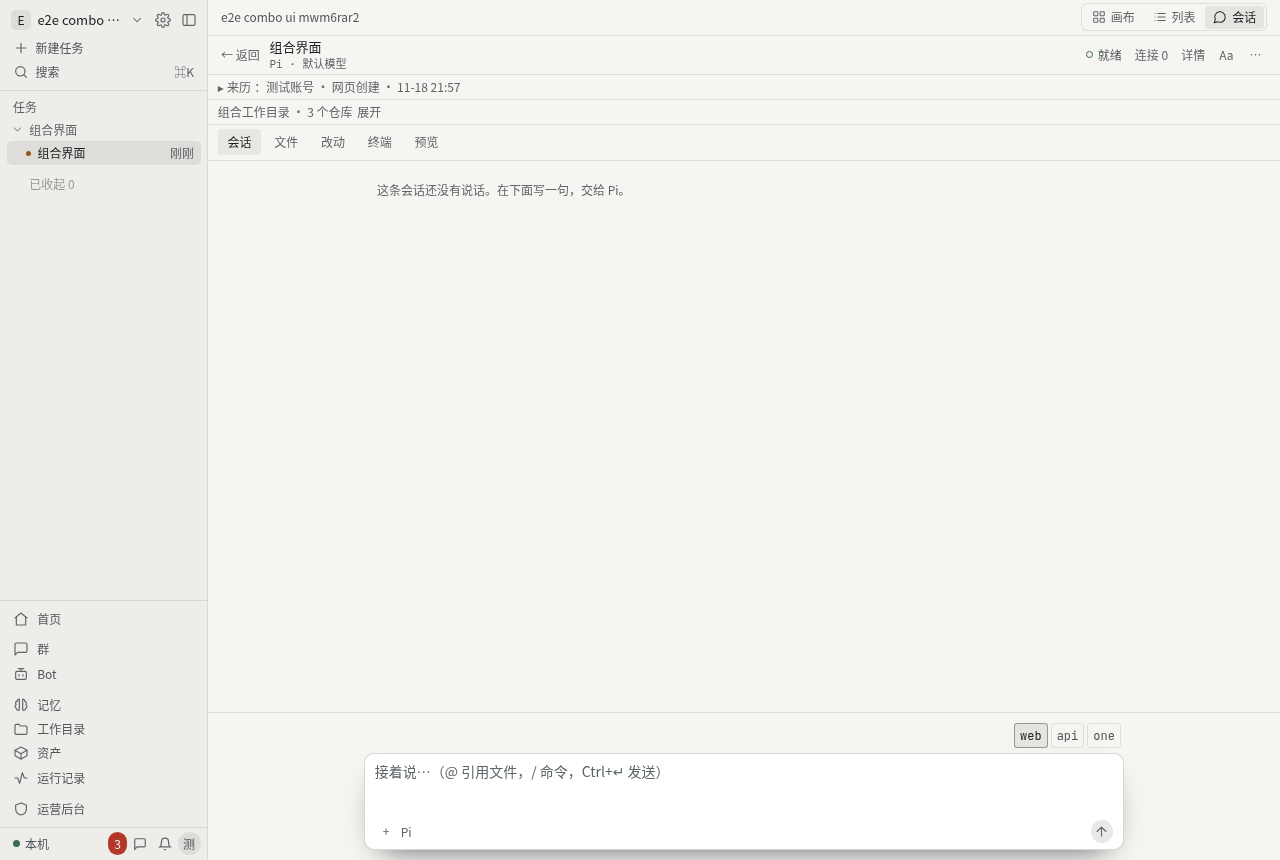 E e2e combo ···
新建任务
搜索 ⌘K
任务
组合界面
组合界面 刚刚
已收起 0
首页
群
Bot
记忆
工作目录
资产
运行记录
运营后台
本机 3 测
e2e combo ui mwm6rar2
画布 列表 会话
← 返回 组合界面
Pi · 默认模型
就绪 连接 0 详情 Aa ···
▸ 来历： 测试账号 · 网页创建 · 11-18 21:57
组合工作目录 · 3 个仓库 展开
会话 文件 改动 终端 预览
这条会话还没有说话。在下面写一句，交给 Pi。
web api one
接着说…（@ 引用文件，/ 命令，Ctrl+↵ 发送）
+ Pi